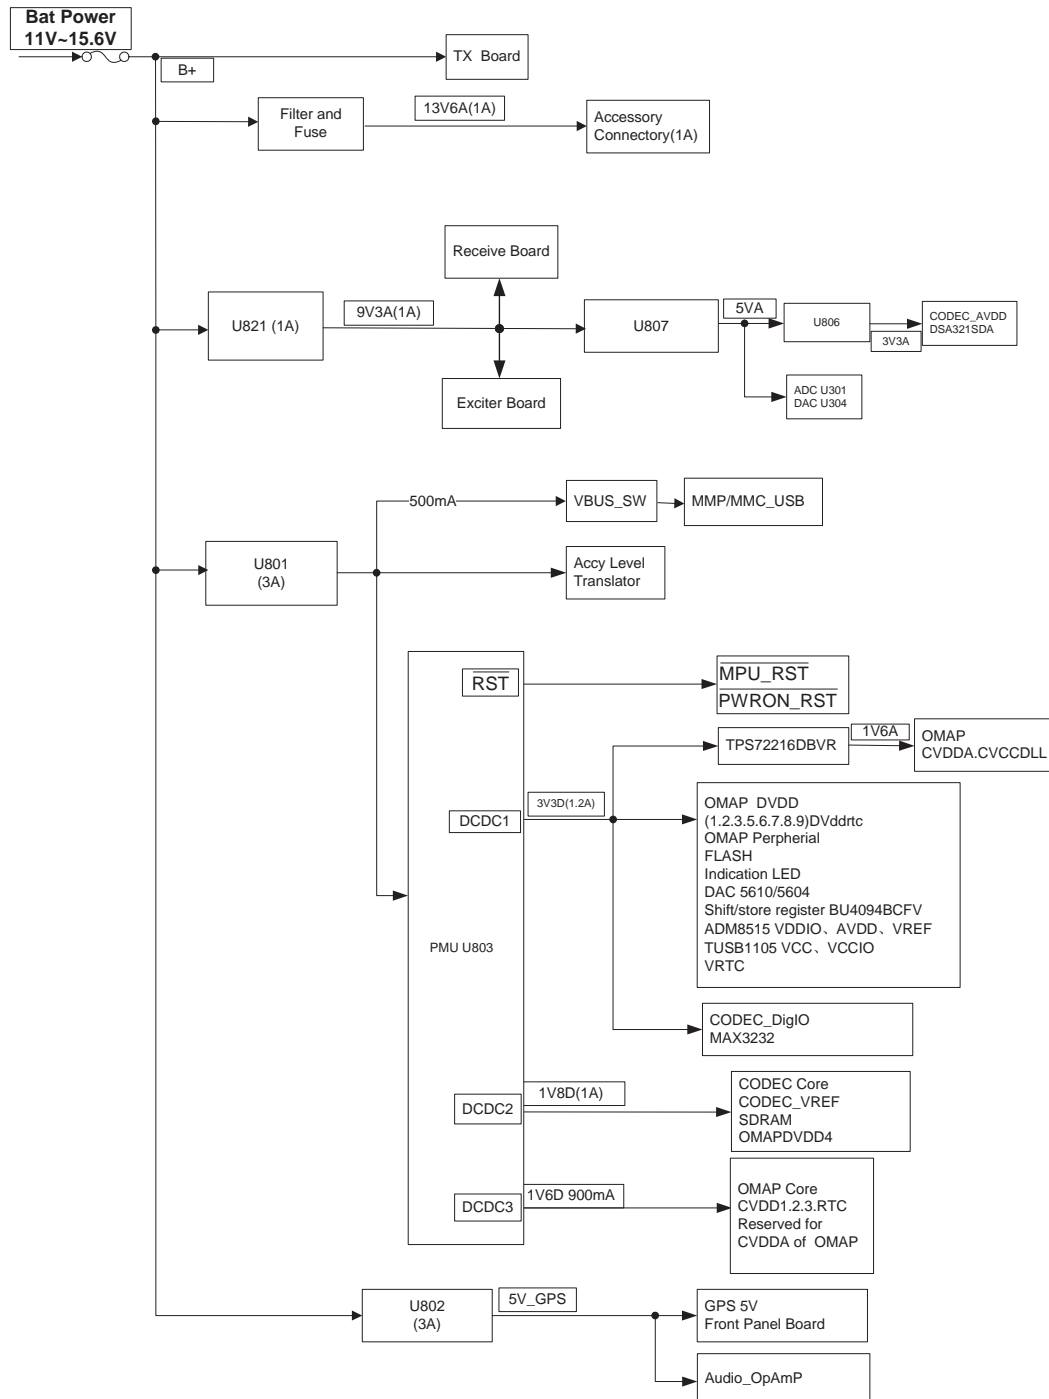 Bat Power
11V~15.6V
B+
TX Board
Filter and
Fuse
13V6A(1A)
Accessory
Connectory(1A)
Receive Board
U821 (1A)
9V3A(1A)
U807
5VA
U806
3V3A
CODEC_AVDD
DSA321SDA
ADC U301
DAC U304
Exciter Board
500mA
VBUS_SW
MMP/MMC_USB
U801
(3A)
Accy Level
Translator
RST
MPU_RST
PWRON_RST
TPS72216DBVR
1V6A
OMAP
CVDDA.CVCCDLL
DCDC1
3V3D(1.2A)
OMAP DVDD
(1.2.3.5.6.7.8.9)DVddrtc
OMAP Perpherial
FLASH
Indication LED
DAC 5610/5604
Shift/store register BU4094BCFV
ADM8515 VDDIO、AVDD、VREF
TUSB1105 VCC、VCCIO
VRTC
PMU U803
CODEC_DigIO
MAX3232
DCDC2
1V8D(1A)
CODEC Core
CODEC_VREF
SDRAM
OMAPDVDD4
DCDC3
1V6D 900mA
OMAP Core
CVDD1.2.3.RTC
Reserved for
CVDDA of OMAP
U802
(3A)
5V_GPS
GPS 5V
Front Panel Board
Audio_OpAmP